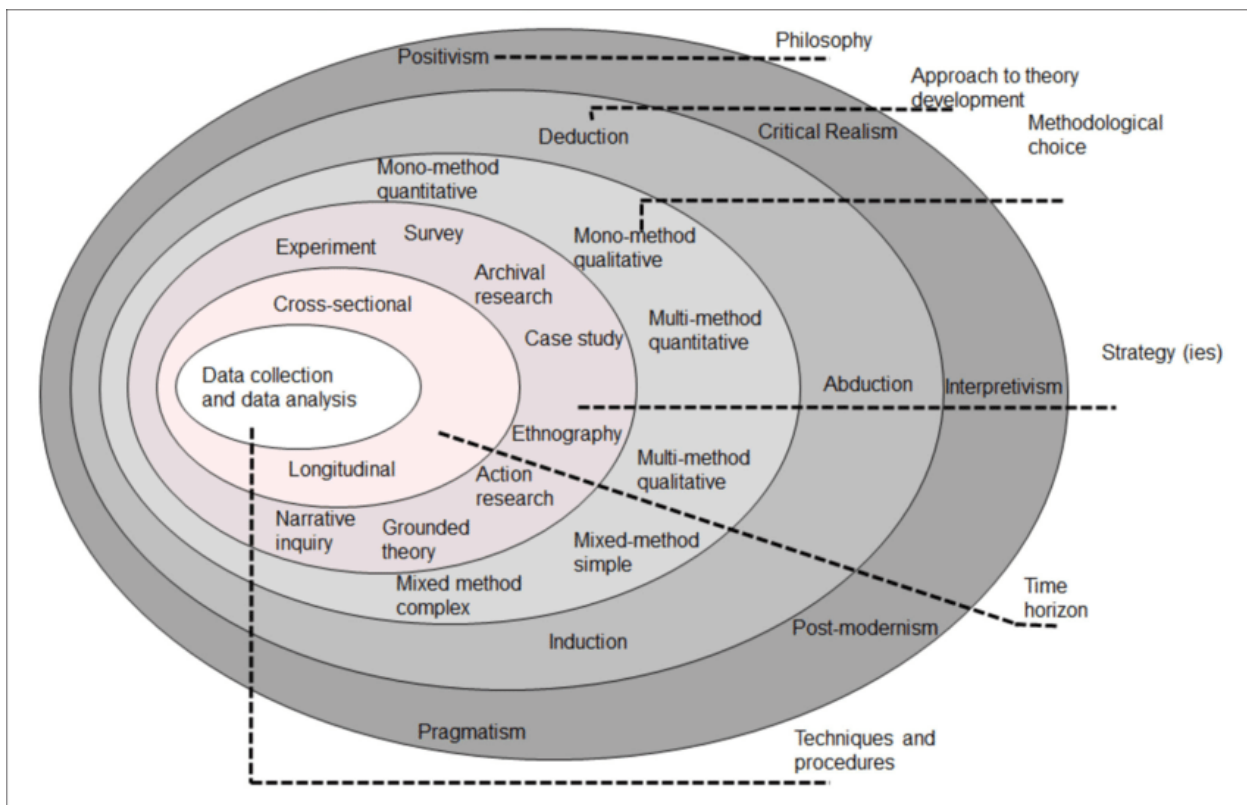 Philosophy
Positivism
Approach to theory
development
Methodological
choice
Deduction
Critical Realism
Mono-method
quantitative
Survey
Experiment
Mono-method
qualitative
Archival
research
Cross-sectional
Case study
Multi-method
quantitative
Strategy (ies)
Data collection
and data analysis
Abduction
Interpretivism
Ethnography
Longitudinal
Action
research
Multi-method
qualitative
Narrative
inquiry
Grounded
theory
Mixed-method
simple
Mixed method
complex
Time
horizon
Induction
Post-modernism
Pragmatism
Techniques and
procedures